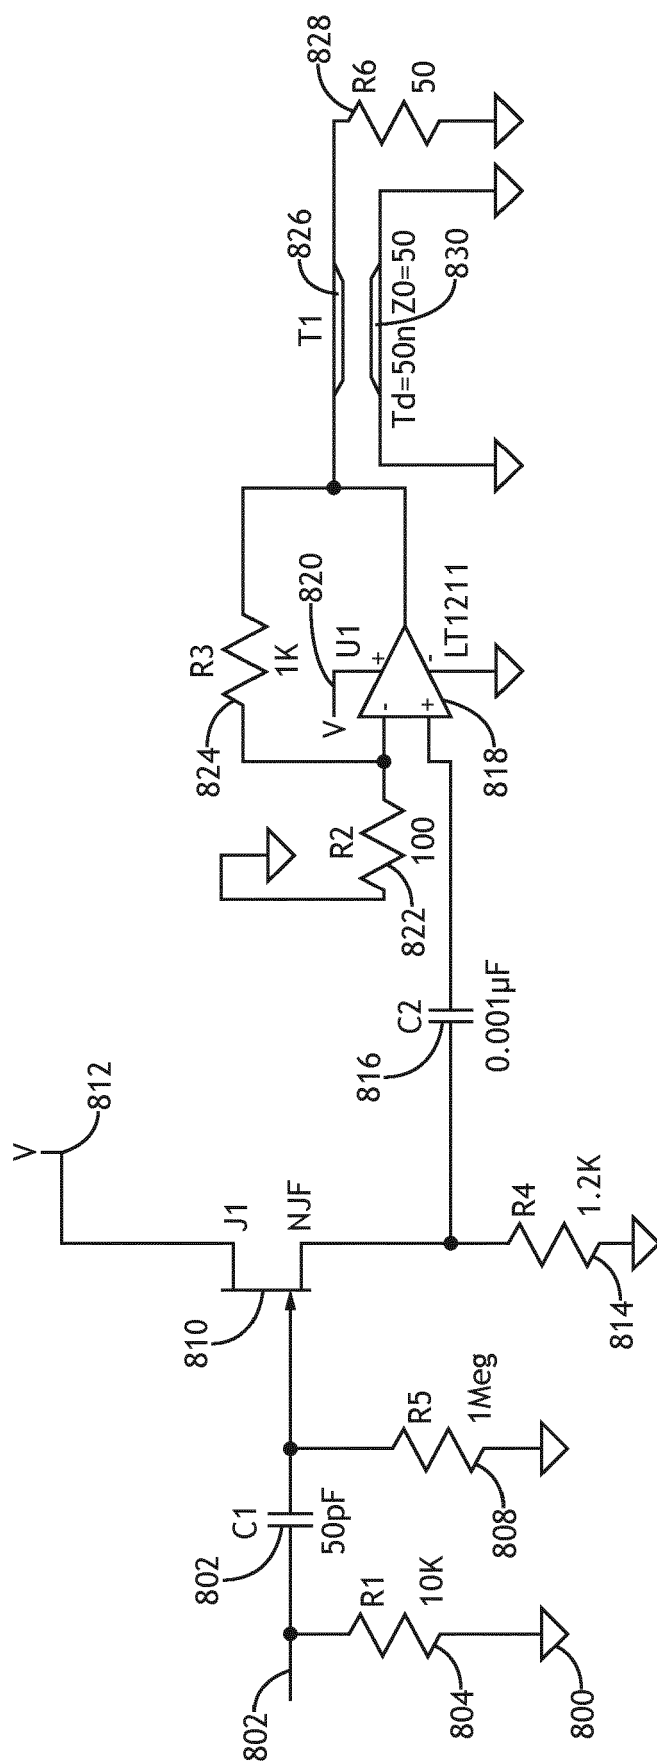 802
804
R1
10K
800
802
C1
50pF
R5
1Meg
808
810
J1
NJF
V
812
R4
1.2K
814
816
C2
0.001µF
822
R2
100
824
R3
1K
V
820
U1
-
+
+
-
LT1211
818
T1
826
Td=50n Z0=50
830
828
R6
50